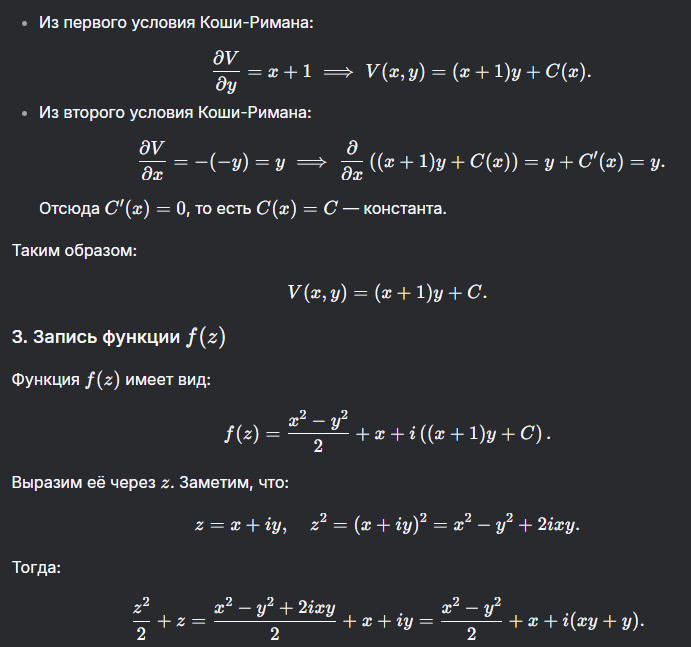 • Из первого условия Коши-Римана:
∂V/∂y = x + 1 ⟹ V(x, y) = (x + 1)y + C(x).
• Из второго условия Коши-Римана:
∂V/∂x = −(−y) = y ⟹ ∂/∂x ((x + 1)y + C(x)) = y + C′(x) = y.
Отсюда C′(x) = 0, то есть C(x) = C — константа.
Таким образом:
V(x, y) = (x + 1)y + C.
3. Запись функции f(z)
Функция f(z) имеет вид:
f(z) = (x² − y²)/2 + x + i((x + 1)y + C).
Выразим её через z. Заметим, что:
z = x + iy, z² = (x + iy)² = x² − y² + 2ixy.
Тогда:
z²/2 + z = (x² − y² + 2ixy)/2 + x + iy = (x² − y²)/2 + x + i(xy + y).